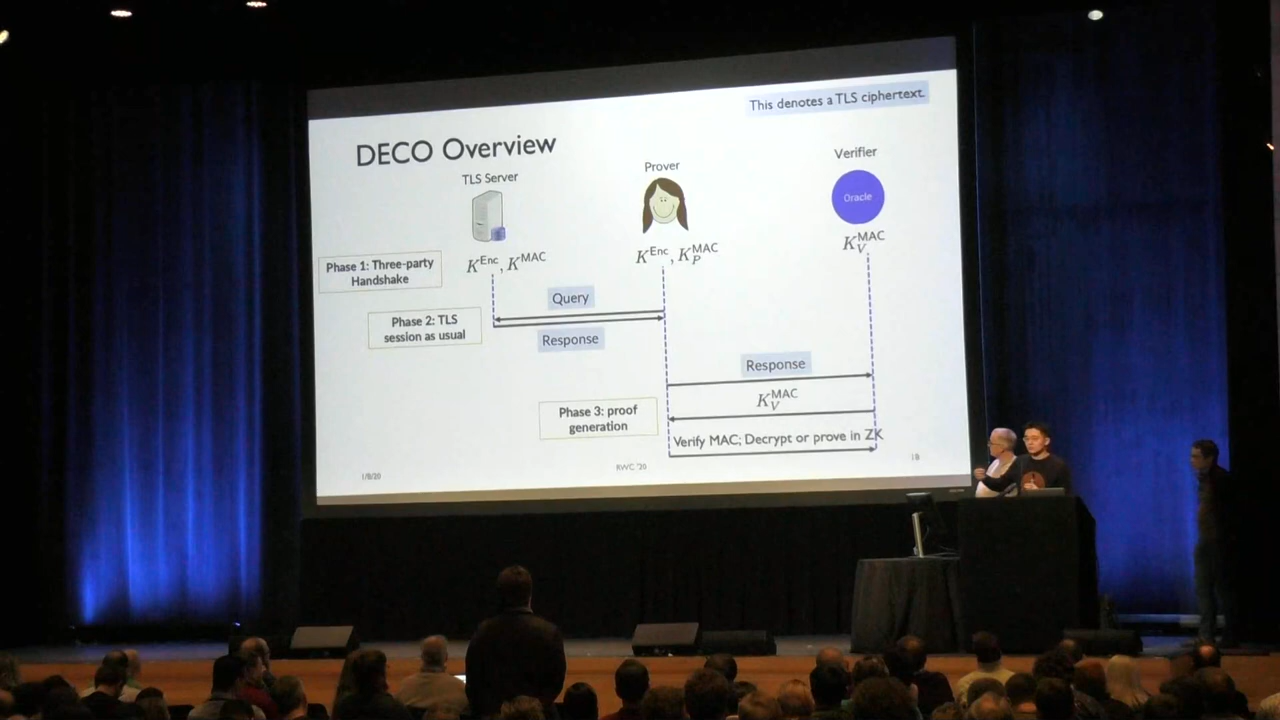 This denotes a TLS ciphertext.
DECO Overview
TLS Server
Prover
Verifier
Oracle
Phase 1: Three-party
Handshake
K^Enc, K^MAC
K^Enc, K_P^MAC
K_V^MAC
Query
Phase 2: TLS
session as usual
Response
Response
K_V^MAC
Phase 3: proof
generation
Verify MAC; Decrypt or prove in ZK
1/8/20
RWC '20
18